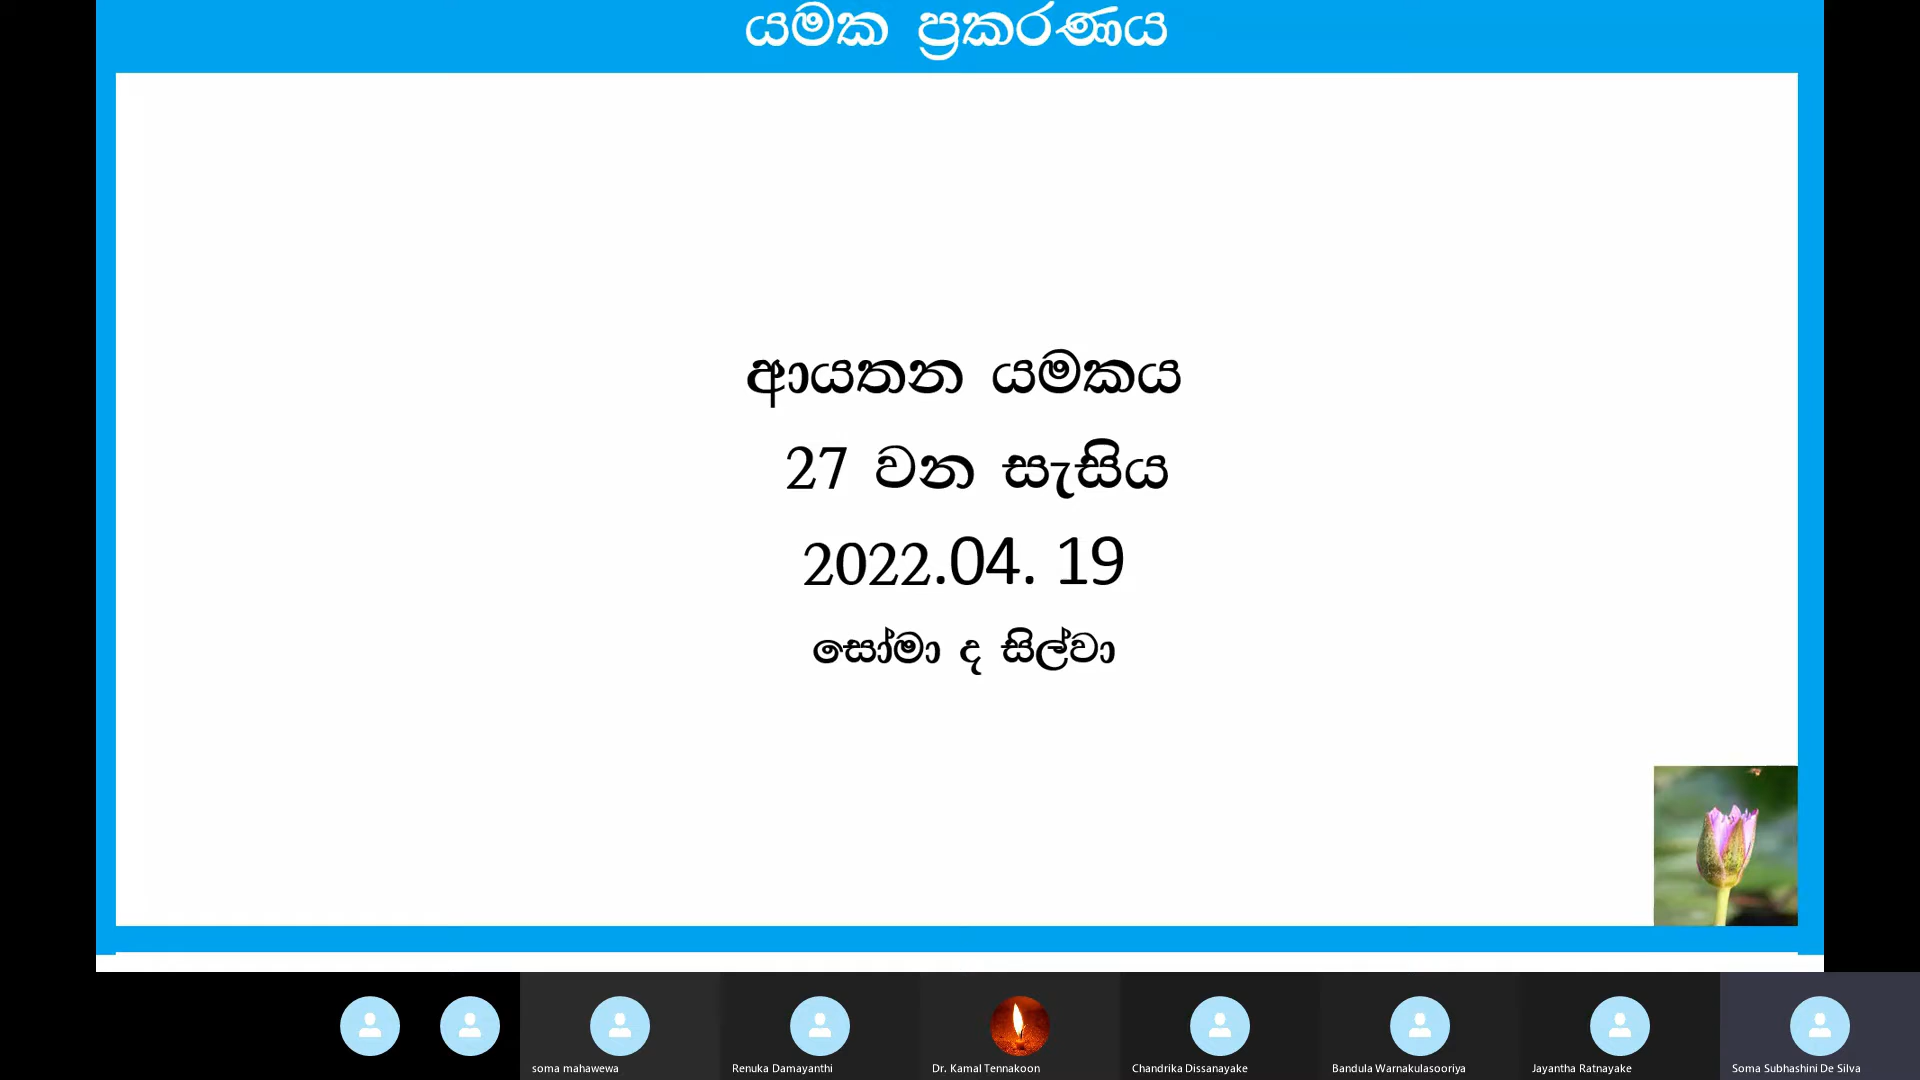 යමක ප්‍රකරණය
ආයතන යමකය
27 වන සැසිය
2022.04. 19
සෝමා ද සිල්වා
soma mahawewa
Renuka Damayanthi
Dr. Kamal Tennakoon
Chandrika Dissanayake
Bandula Warnakulasooriya
Jayantha Ratnayake
Soma Subhashini De Silva